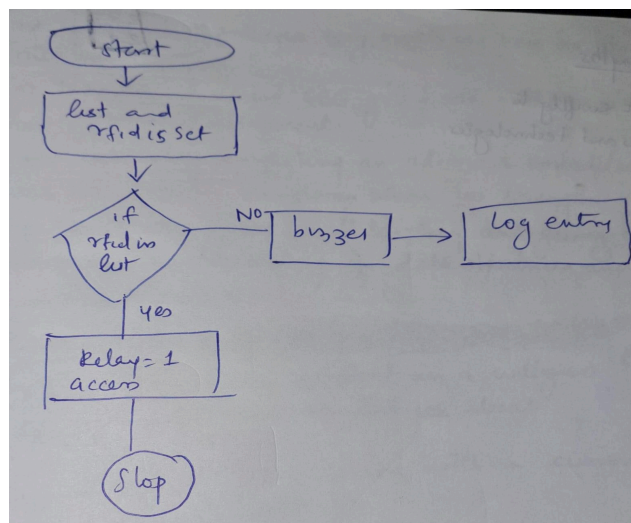 start
list and
rfid is set
if
rfid in
list
NO
buzzer
Log entry
yes
Relay = 1
access
Stop